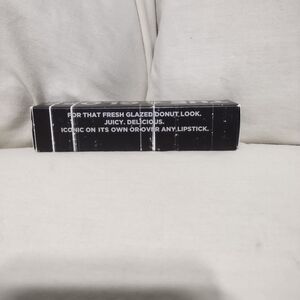 FOR THAT FRESH GLAZED DONUT LOOK.
JUICY. DELICIOUS.
ICONIC ON ITS OWN OR OVER ANY LIPSTICK.